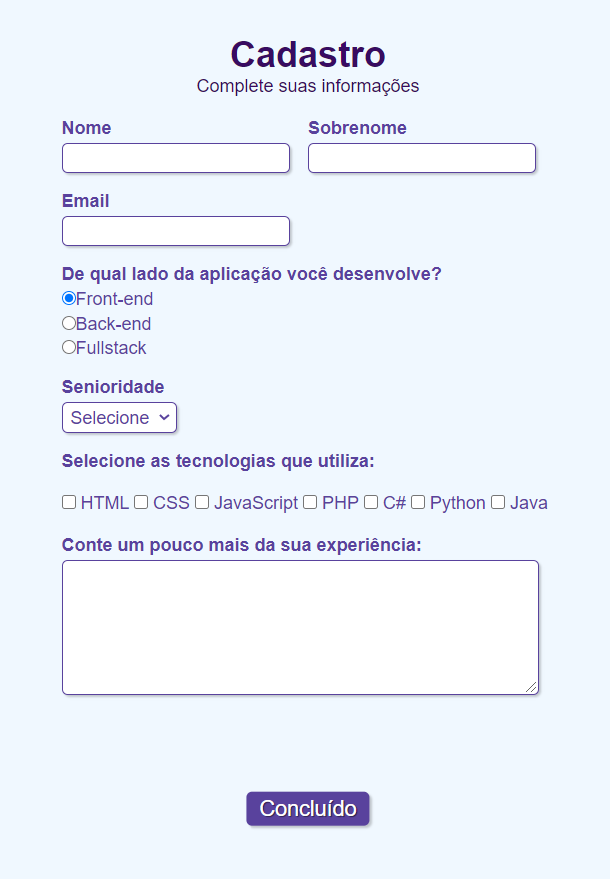 Cadastro
Complete suas informações
Nome Sobrenome
Email
De qual lado da aplicação você desenvolve?
Front-end
Back-end
Fullstack
Senioridade
Selecione
Selecione as tecnologias que utiliza:
HTML CSS JavaScript PHP C# Python Java
Conte um pouco mais da sua experiência:
Concluído